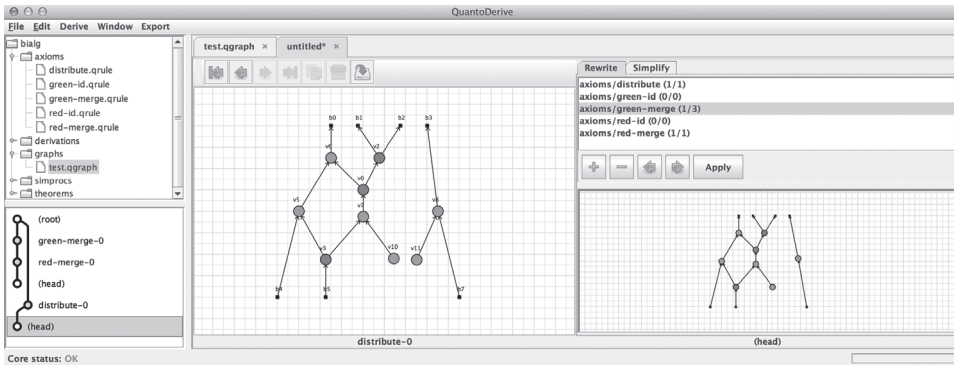 QuantoDerive
File Edit Derive Window Export
bialg
axioms
distribute.qrule
green-id.qrule
green-merge.qrule
red-id.qrule
red-merge.qrule
derivations
graphs
test.qgraph
simprocs
theorems
(root)
green-merge-0
red-merge-0
(head)
distribute-0
(head)
test.qgraph ×
untitled* ×
b0 b1 b2 b3
v2
v0
v5
v8
v3 v10 v11
b4 b5 b7
distribute-0
Rewrite Simplify
axioms/distribute (1/1)
axioms/green-id (0/0)
axioms/green-merge (1/3)
axioms/red-id (0/0)
axioms/red-merge (1/1)
Apply
(head)
Core status: OK